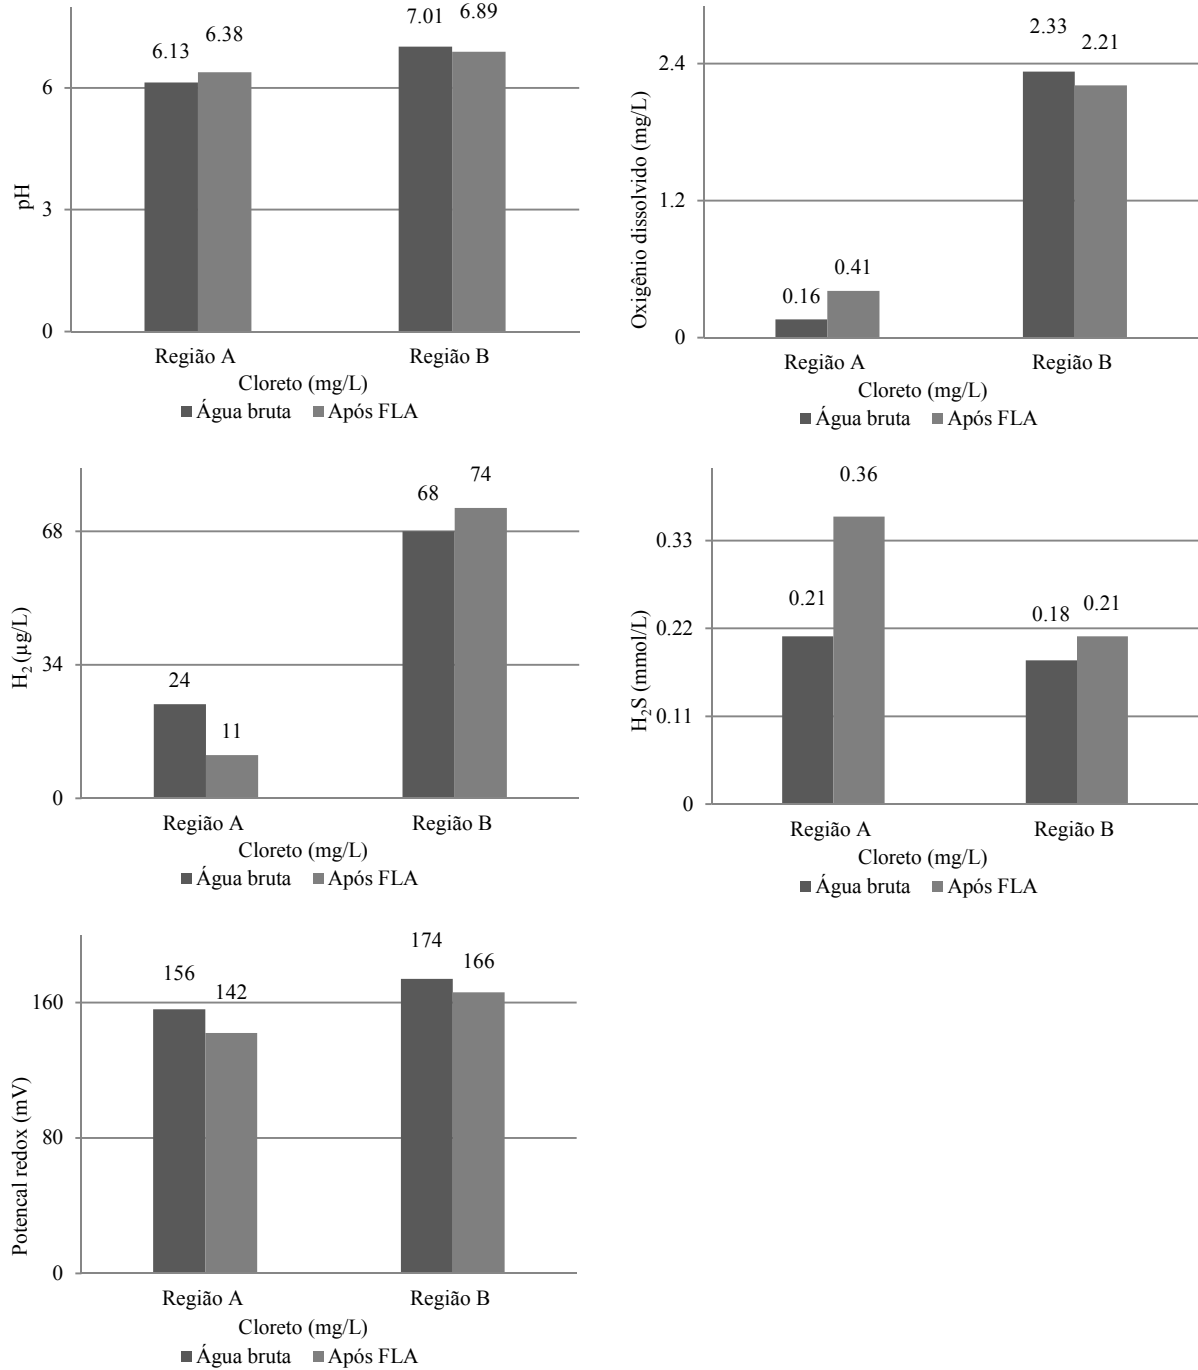 6.13
6.38
7.01
6.89
6
3
0
pH
Região A
Região B
Cloreto (mg/L)
Água bruta
Após FLA
0.16
0.41
2.33
2.21
2.4
1.2
0
Oxigênio dissolvido (mg/L)
Região A
Região B
Cloreto (mg/L)
Água bruta
Após FLA
24
11
68
74
68
34
0
H₂ (µg/L)
Região A
Região B
Cloreto (mg/L)
Água bruta
Após FLA
0.21
0.36
0.18
0.21
0.33
0.22
0.11
0
H₂S (mmol/L)
Região A
Região B
Cloreto (mg/L)
Água bruta
Após FLA
156
142
174
166
160
80
0
Potencal redox (mV)
Região A
Região B
Cloreto (mg/L)
Água bruta
Após FLA